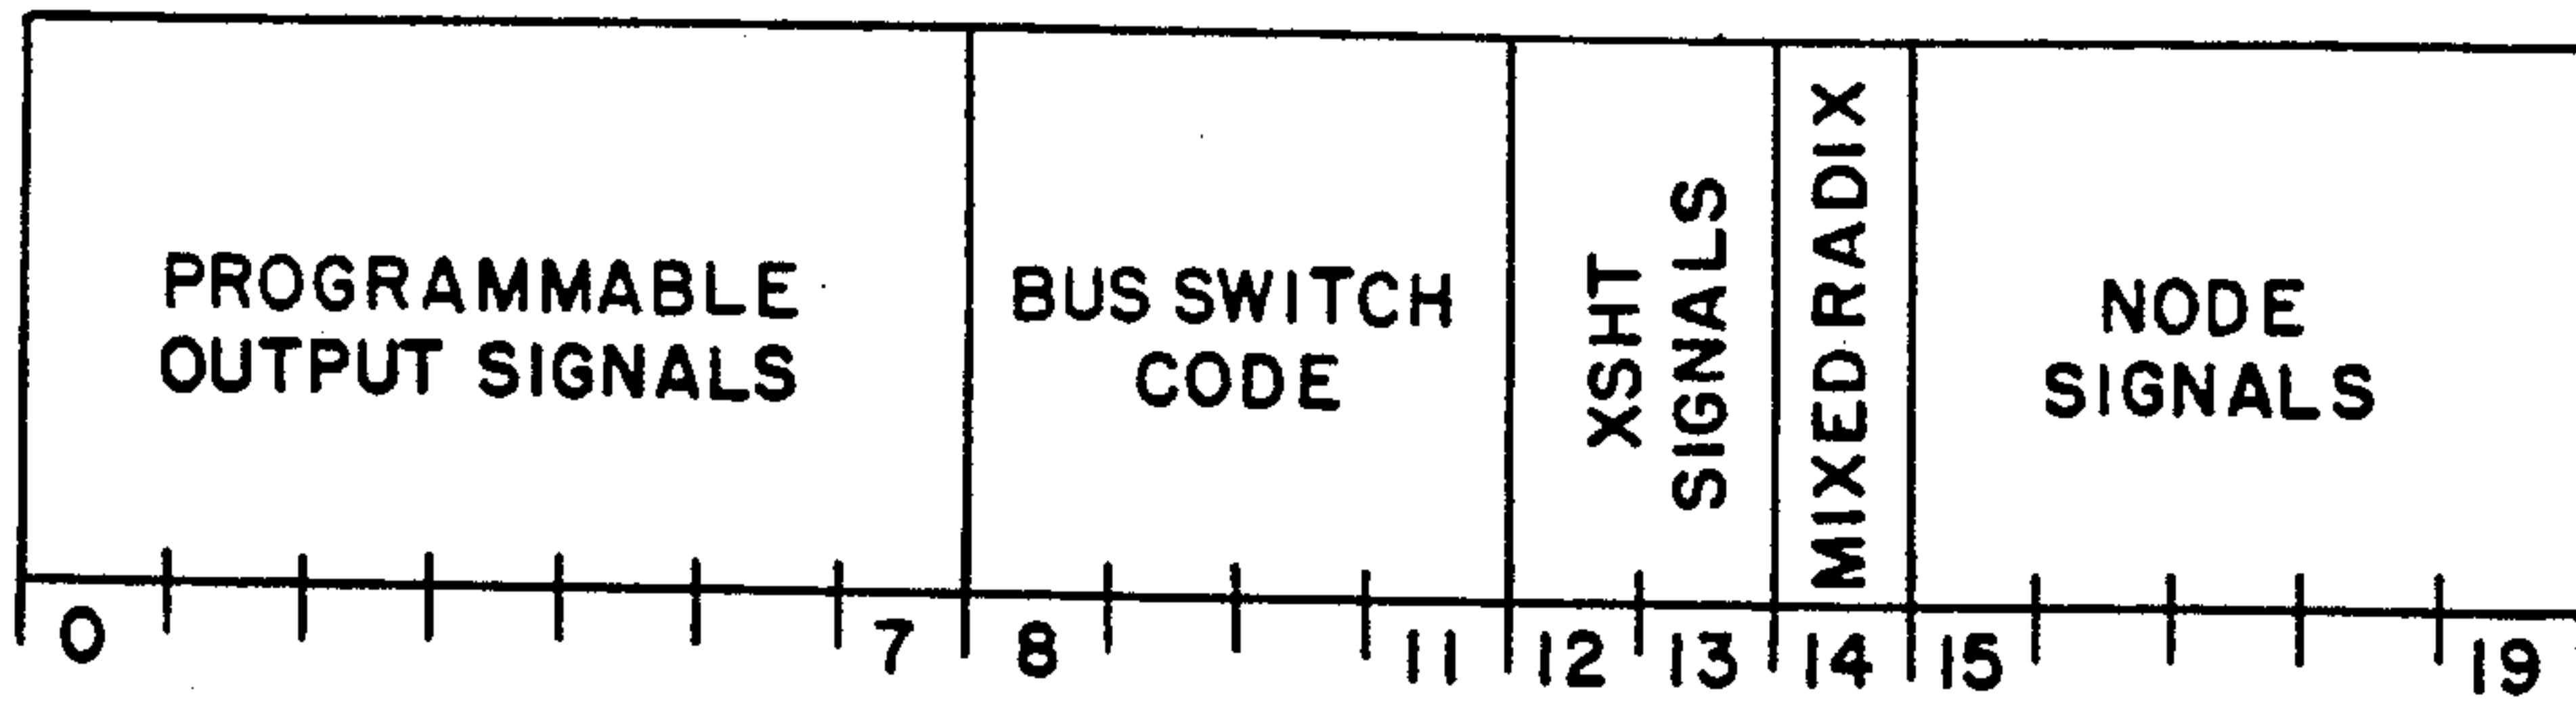 PROGRAMMABLE
OUTPUT SIGNALS
BUS SWITCH
CODE
XSHT
SIGNALS
MIXED RADIX
NODE
SIGNALS
0 7 8 11 12 13 14 15 19